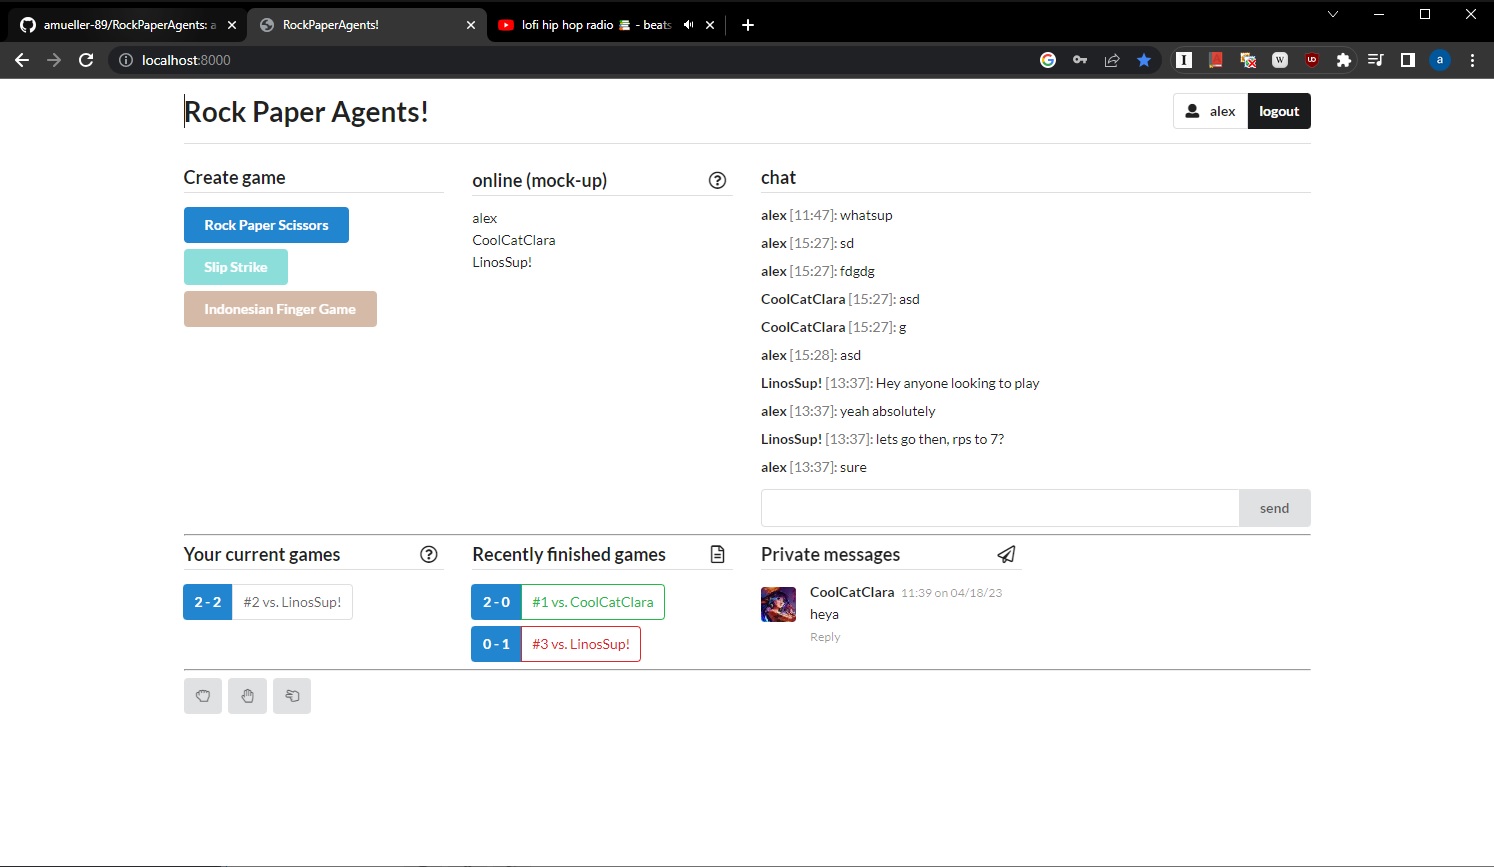 amueller-89/RockPaperAgents: a
RockPaperAgents!
lofi hip hop radio 📚 - beats
localhost:8000
Rock Paper Agents!
alex
logout
Create game
Rock Paper Scissors
Slip Strike
Indonesian Finger Game
online (mock-up)
alex
CoolCatClara
LinosSup!
chat
alex [11:47]: whatsup
alex [15:27]: sd
alex [15:27]: fdgdg
CoolCatClara [15:27]: asd
CoolCatClara [15:27]: g
alex [15:28]: asd
LinosSup! [13:37]: Hey anyone looking to play
alex [13:37]: yeah absolutely
LinosSup! [13:37]: lets go then, rps to 7?
alex [13:37]: sure
send
Your current games
2 - 2 #2 vs. LinosSup!
Recently finished games
2 - 0 #1 vs. CoolCatClara
0 - 1 #3 vs. LinosSup!
Private messages
CoolCatClara 11:39 on 04/18/23
heya
Reply